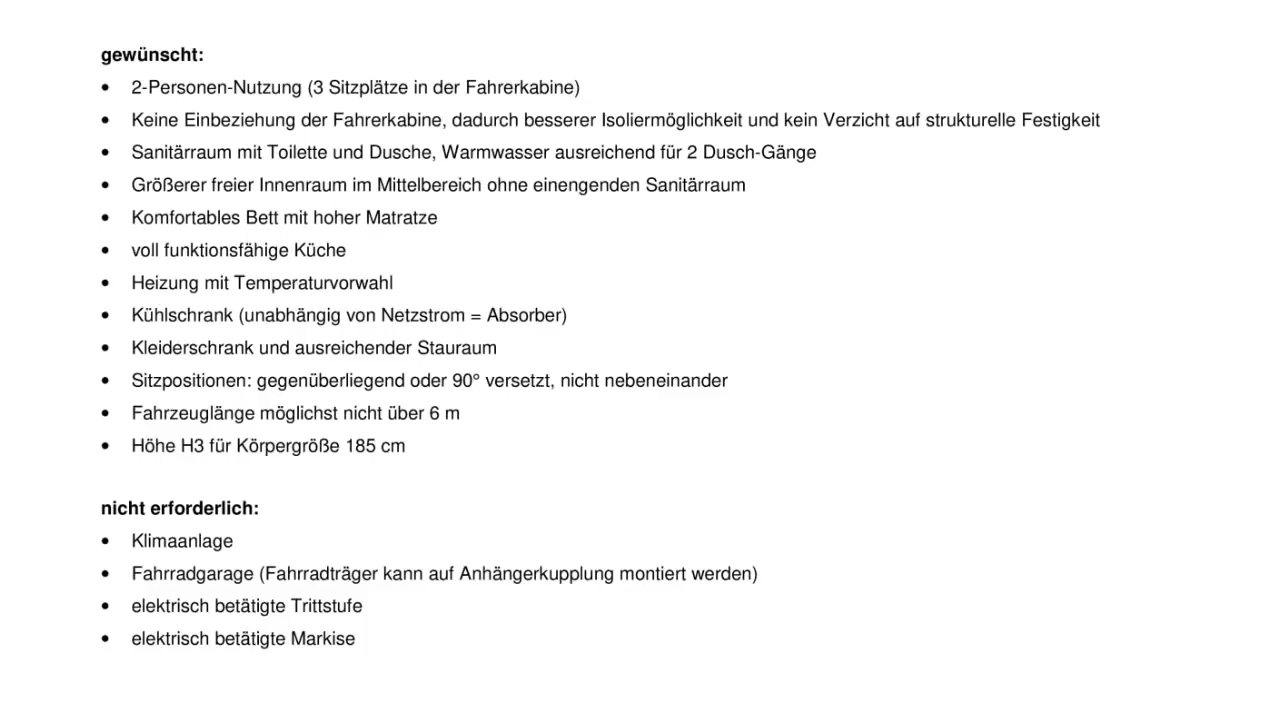 gewünscht:
• 2-Personen-Nutzung (3 Sitzplätze in der Fahrerkabine)
• Keine Einbeziehung der Fahrerkabine, dadurch besserer Isoliermöglichkeit und kein Verzicht auf strukturelle Festigkeit
• Sanitärraum mit Toilette und Dusche, Warmwasser ausreichend für 2 Dusch-Gänge
• Größerer freier Innenraum im Mittelbereich ohne einengenden Sanitärraum
• Komfortables Bett mit hoher Matratze
• voll funktionsfähige Küche
• Heizung mit Temperaturvorwahl
• Kühlschrank (unabhängig von Netzstrom = Absorber)
• Kleiderschrank und ausreichender Stauraum
• Sitzpositionen: gegenüberliegend oder 90° versetzt, nicht nebeneinander
• Fahrzeuglänge möglichst nicht über 6 m
• Höhe H3 für Körpergröße 185 cm
nicht erforderlich:
• Klimaanlage
• Fahrradgarage (Fahrradträger kann auf Anhängerkupplung montiert werden)
• elektrisch betätigte Trittstufe
• elektrisch betätigte Markise